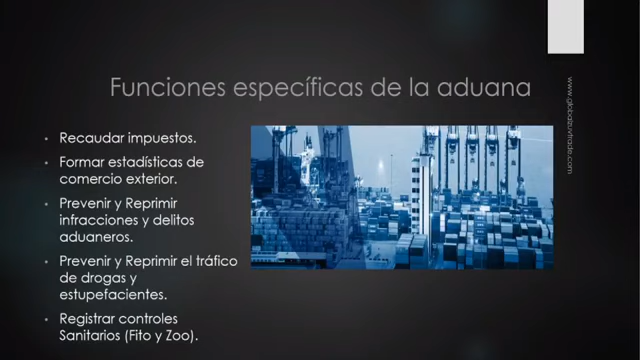 Funciones específicas de la aduana
Recaudar impuestos.
Formar estadísticas de
comercio exterior.
Prevenir y Reprimir
infracciones y delitos
aduaneros.
Prevenir y Reprimir el tráfico
de drogas y
estupefacientes.
Registrar controles
Sanitarios (Fito y Zoo).